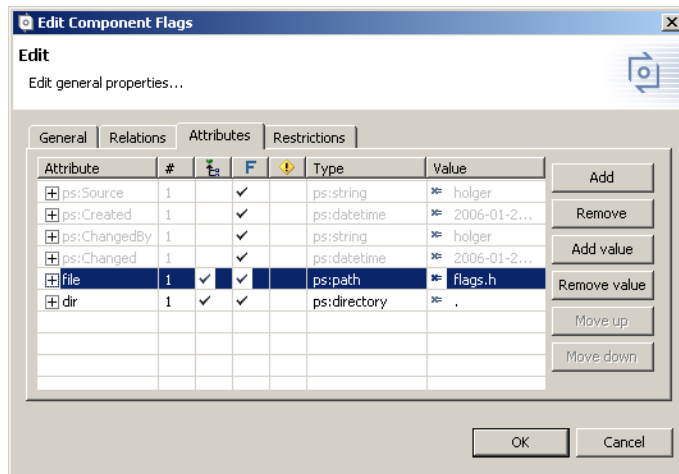 Edit Component Flags
Edit
Edit general properties...
General Relations Attributes Restrictions
Attribute # F Type Value
ps:Source 1 ps:string holger
ps:Created 1 ps:datetime 2006-01-2...
ps:ChangedBy 1 ps:string holger
ps:Changed 1 ps:datetime 2006-01-2...
file 1 ps:path flags.h
dir 1 ps:directory .
Add
Remove
Add value
Remove value
Move up
Move down
OK Cancel